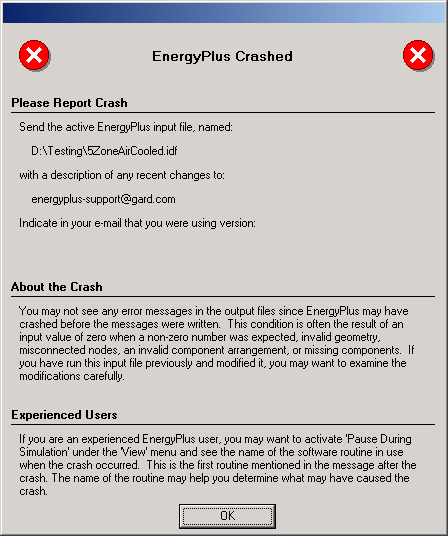 EnergyPlus Crashed
Please Report Crash
Send the active EnergyPlus input file, named:
D:\Testing\5ZoneAirCooled.idf
with a description of any recent changes to:
energyplus-support@gard.com
Indicate in your e-mail that you were using version:
About the Crash
You may not see any error messages in the output files since EnergyPlus may have
crashed before the messages were written.  This condition is often the result of an
input value of zero when a non-zero number was expected, invalid geometry,
misconnected nodes, an invalid component arrangement, or missing components.  If
you have run this input file previously and modified it, you may want to examine the
modifications carefully.
Experienced Users
If you are an experienced EnergyPlus user, you may want to activate 'Pause During
Simulation' under the 'View' menu and see the name of the software routine in use
when the crash occurred.  This is the first routine mentioned in the message after the
crash. The name of the routine may help you determine what may have caused the
crash.
OK